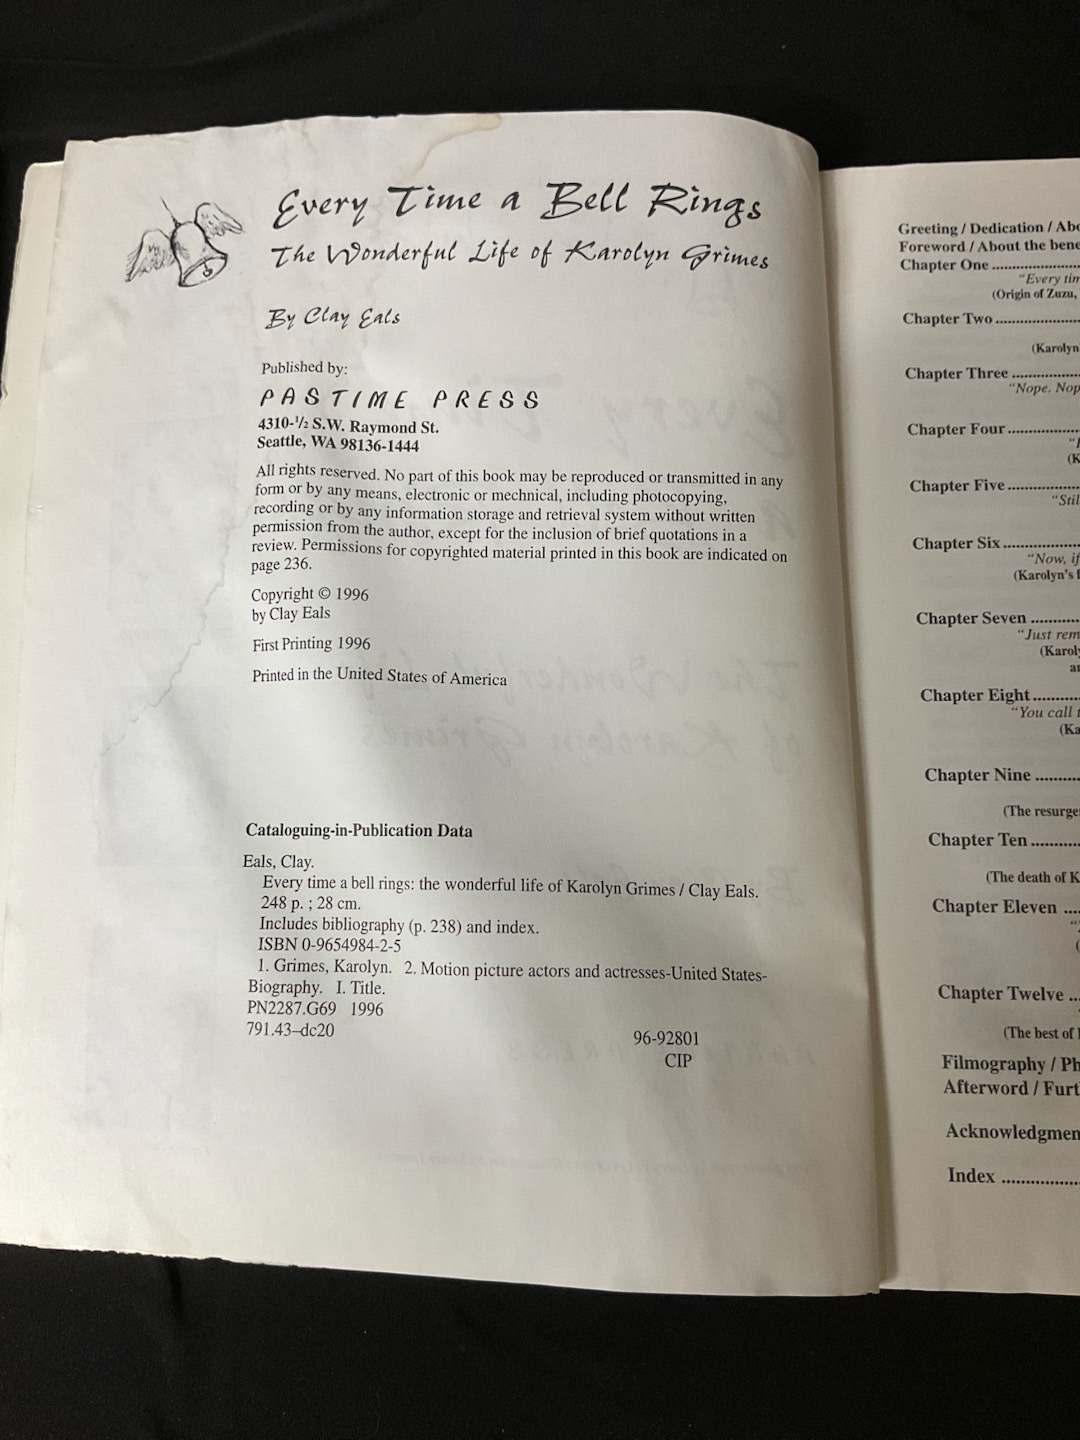 Every Time a Bell Rings
The Wonderful Life of Karolyn Grimes
By Clay Eals
Published by:
PASTIME PRESS
4310-1/2 S.W. Raymond St.
Seattle, WA 98136-1444
All rights reserved. No part of this book may be reproduced or transmitted in any
form or by any means, electronic or mechnical, including photocopying,
recording or by any information storage and retrieval system without written
permission from the author, except for the inclusion of brief quotations in a
review. Permissions for copyrighted material printed in this book are indicated on
page 236.
Copyright © 1996
by Clay Eals
First Printing 1996
Printed in the United States of America
Cataloguing-in-Publication Data
Eals, Clay.
Every time a bell rings: the wonderful life of Karolyn Grimes / Clay Eals.
248 p. ; 28 cm.
Includes bibliography (p. 238) and index.
ISBN 0-9654984-2-5
1. Grimes, Karolyn. 2. Motion picture actors and actresses-United States-
Biography. I. Title.
PN2287.G69 1996
791.43–dc20
96-92801
CIP
Greeting / Dedication /
Foreword / About the
Chapter One ....................
"Every
(Origin of Zuzu,
Chapter Two ...................
(Karolyn
Chapter Three ...............
"Nope.
Chapter Four ................
Chapter Five ................
Chapter Six .................
"Now, if
(Karolyn's
Chapter Seven ............
"Just
Chapter Eight ...........
"You call
Chapter Nine ..........
(The
Chapter Ten ...........
(The death of
Chapter Eleven ....
Chapter Twelve ...
(The best of
Filmography /
Afterword /
Index .................